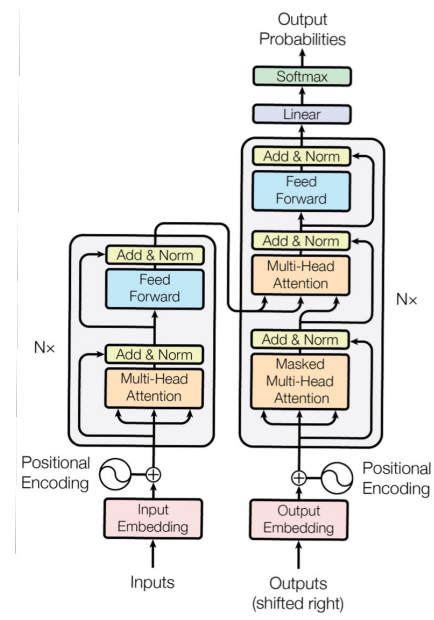 Output
Probabilities
Softmax
Linear
Add & Norm
Feed
Forward
Add & Norm
Multi-Head
Attention
Add & Norm
Masked
Multi-Head
Attention
Nx
Add & Norm
Feed
Forward
Add & Norm
Multi-Head
Attention
Nx
Positional
Encoding
Positional
Encoding
Input
Embedding
Output
Embedding
Inputs
Outputs
(shifted right)